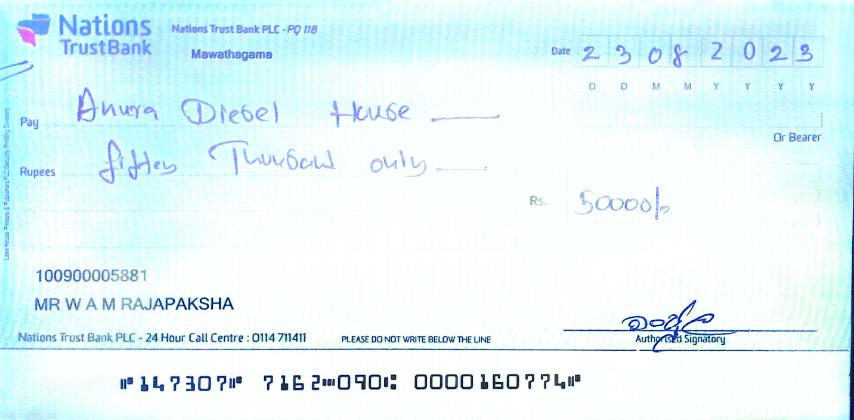 Nations
TrustBank
Nations Trust Bank PLC - PQ 118
Mawathagama
Date 2 3 0 8 2 0 2 3
D D M M Y Y Y Y
Pay Anura Diesel House
Or Bearer
Rupees fifty Thousand only
Rs. 50000/-
100900005881
MR W A M RAJAPAKSHA
Nations Trust Bank PLC - 24 Hour Call Centre : 0114 711411 PLEASE DO NOT WRITE BELOW THE LINE
Authorised Signatory
⑈147307⑈ 7162⑉090⑆ 0000160774⑈